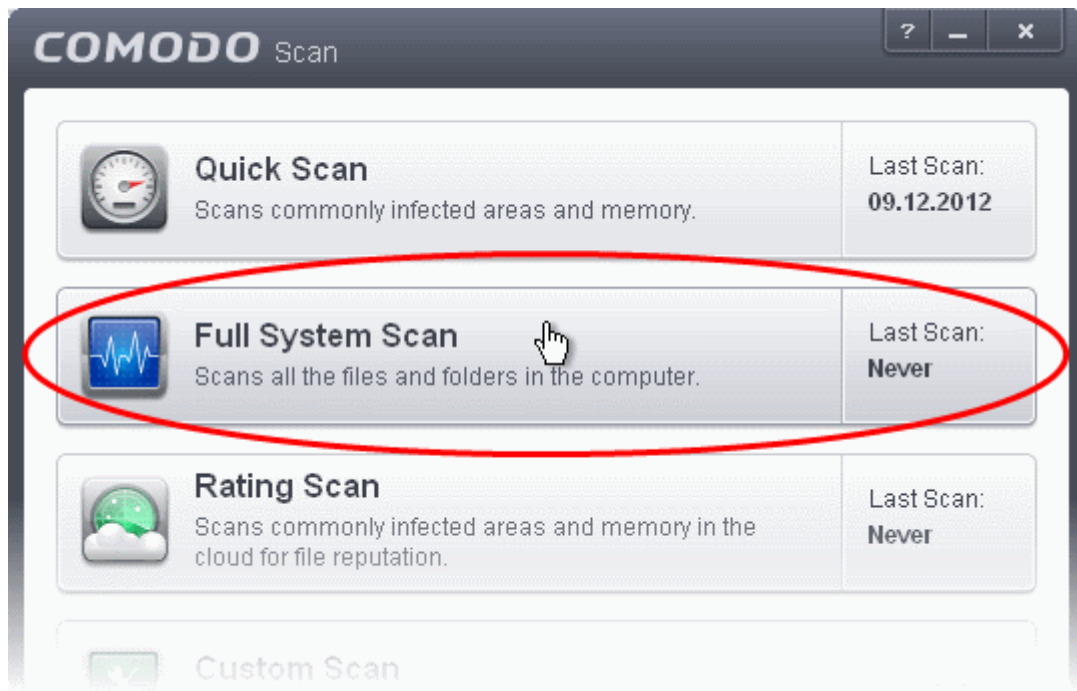 COMODO Scan
? – ×
Quick Scan
Scans commonly infected areas and memory.
Last Scan:
09.12.2012
Full System Scan
Scans all the files and folders in the computer.
Last Scan:
Never
Rating Scan
Scans commonly infected areas and memory in the
cloud for file reputation.
Last Scan:
Never
Custom Scan